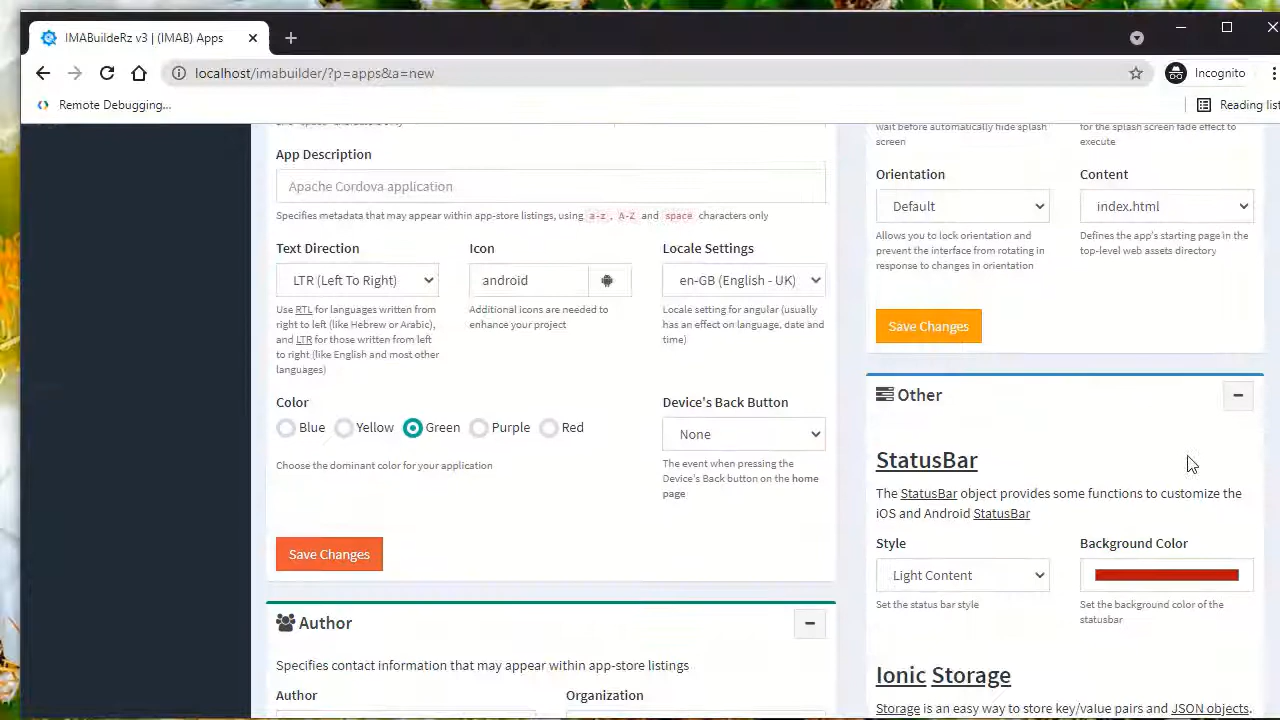 IMABuildeRz v3 | (IMAB) Apps
localhost/imabuilder/?p=apps&a=new
Incognito
Remote Debugging...
Reading list
App Description
Apache Cordova application
Specifies metadata that may appear within app-store listings, using a-z, A-Z and space characters only
Text Direction
LTR (Left To Right)
Use RTL for languages written from
right to left (like Hebrew or Arabic),
and LTR for those written from left
to right (like English and most other
languages)
Icon
android
Additional icons are needed to
enhance your project
Locale Settings
en-GB (English - UK)
Locale setting for angular (usually
has an effect on language, date and
time)
Color
Blue
Yellow
Green
Purple
Red
Choose the dominant color for your application
Device's Back Button
None
The event when pressing the
Device's Back button on the home
page
Save Changes
Author
Specifies contact information that may appear within app-store listings
Author
Organization
wait before automatically hide splash
screen
for the splash screen fade effect to
execute
Orientation
Default
Allows you to lock orientation and
prevent the interface from rotating in
response to changes in orientation
Content
index.html
Defines the app's starting page in the
top-level web assets directory
Save Changes
Other
StatusBar
The StatusBar object provides some functions to customize the
iOS and Android StatusBar
Style
Light Content
Set the status bar style
Background Color
Set the background color of the
statusbar
Ionic Storage
Storage is an easy way to store key/value pairs and JSON objects.